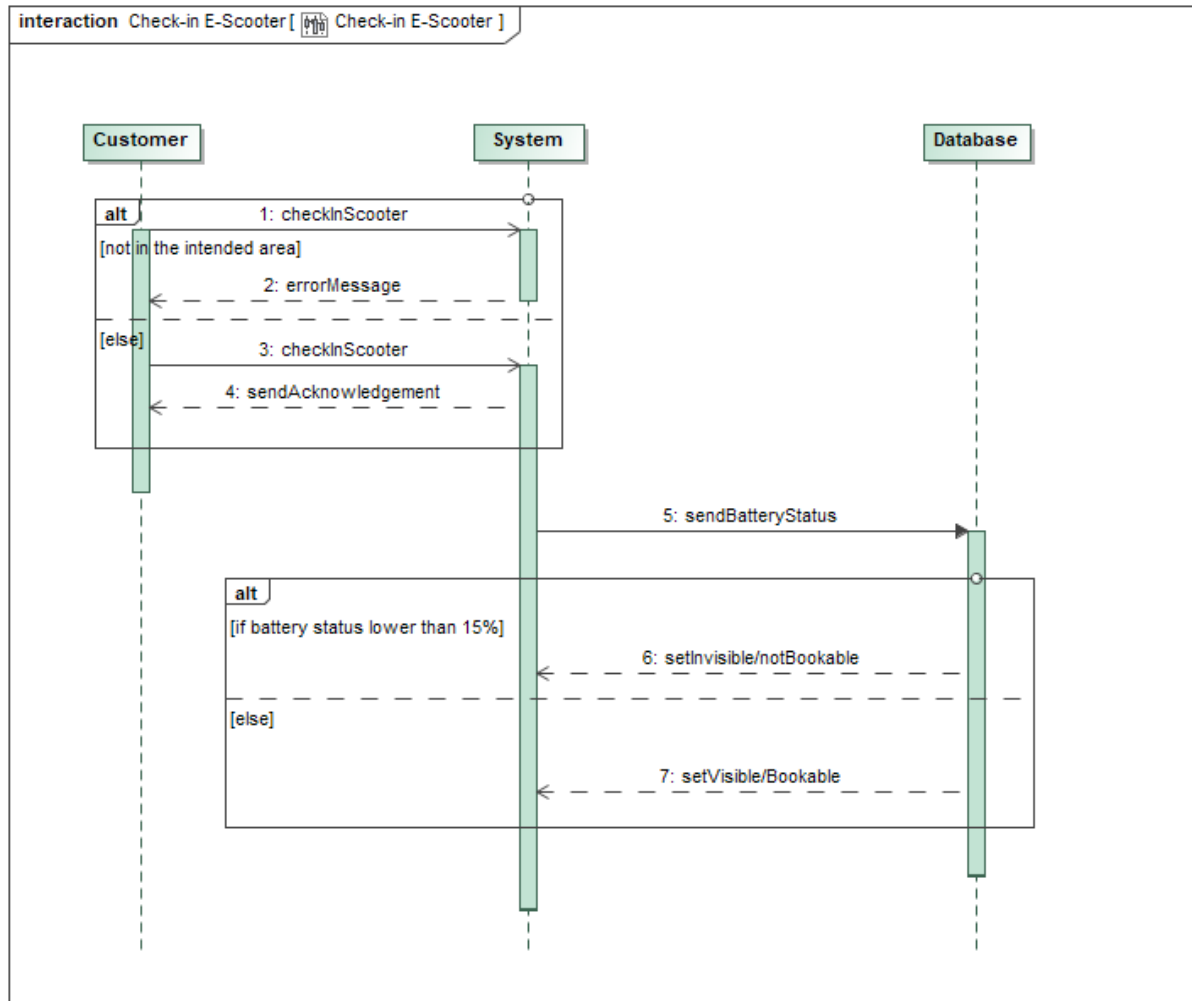 interaction Check-in E-Scooter [ Check-in E-Scooter ]
Customer
System
Database
alt
1: checkInScooter
[not in the intended area]
2: errorMessage
[else]
3: checkInScooter
4: sendAcknowledgement
5: sendBatteryStatus
alt
[if battery status lower than 15%]
6: setInvisible/notBookable
[else]
7: setVisible/Bookable